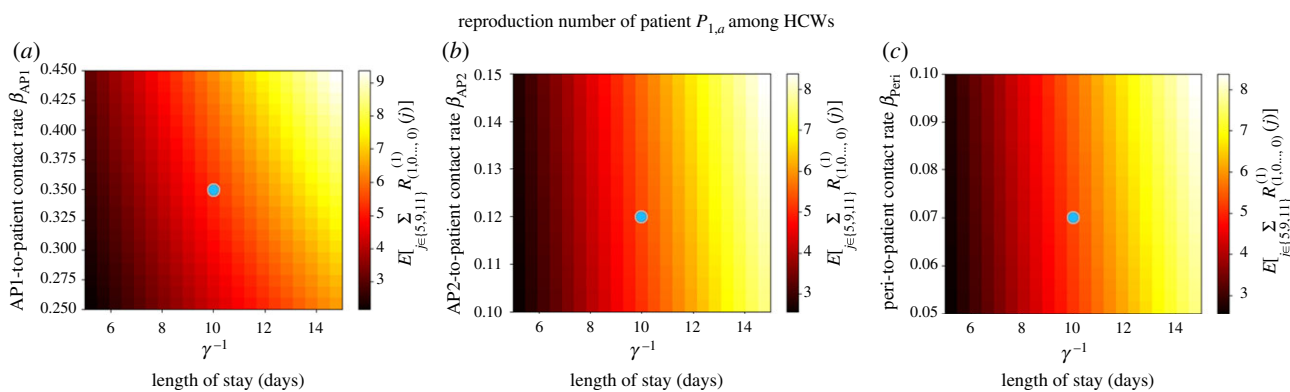 reproduction number of patient P1,a among HCWs
(a)
AP1-to-patient contact rate βAP1
0.450
0.425
0.400
0.375
0.350
0.325
0.300
0.275
0.250
6 8 10 12 14
γ−1
length of stay (days)
9
8
7
6
5
4
3
E[ Σ j∈{5,9,11} R(1)(1,0..., 0) (j)]
(b)
AP2-to-patient contact rate βAP2
0.15
0.14
0.13
0.12
0.11
0.10
6 8 10 12 14
γ−1
length of stay (days)
8
7
6
5
4
3
E[ Σ j∈{5,9,11} R(1)(1,0..., 0) (j)]
(c)
peri-to-patient contact rate βPeri
0.10
0.09
0.08
0.07
0.06
0.05
6 8 10 12 14
γ−1
length of stay (days)
8
7
6
5
4
3
E[ Σ j∈{5,9,11} R(1)(1,0..., 0) (j)]